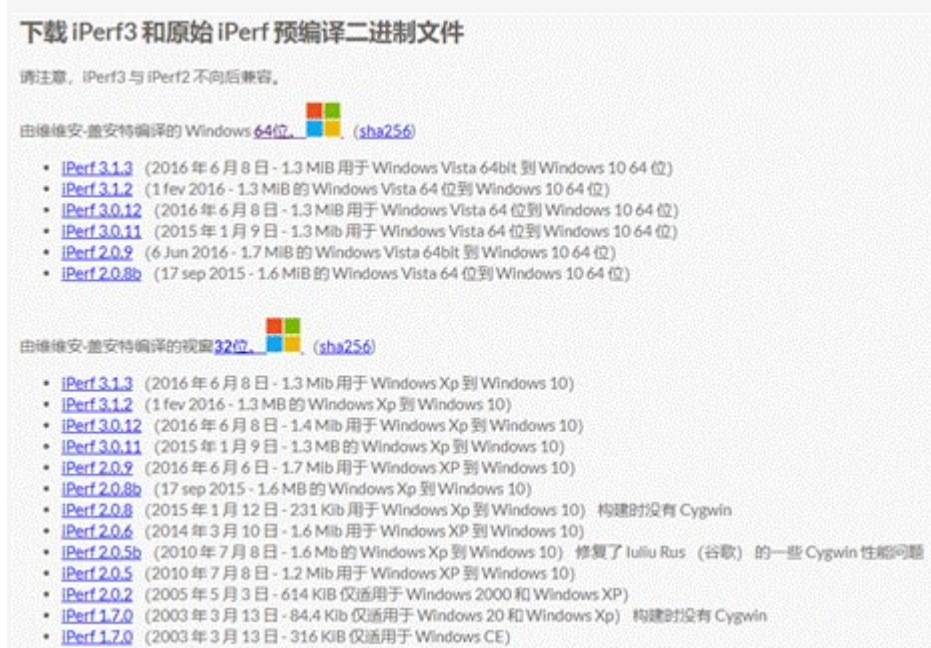 下载 iPerf3 和原始 iPerf 预编译二进制文件
请注意，iPerf3 与 iPerf2 不向后兼容。
由维维安-盖安特编译的 Windows 64位。 (sha256)
• iPerf 3.1.3 (2016 年 6 月 8 日 - 1.3 MiB 用于 Windows Vista 64bit 到 Windows 10 64 位)
• iPerf 3.1.2 (1 fev 2016 - 1.3 MiB 的 Windows Vista 64 位到 Windows 10 64 位)
• iPerf 3.0.12 (2016 年 6 月 8 日 - 1.3 MiB 用于 Windows Vista 64 位到 Windows 10 64 位)
• iPerf 3.0.11 (2015 年 1 月 9 日 - 1.3 Mib 用于 Windows Vista 64 位到 Windows 10 64 位)
• iPerf 2.0.9 (6 Jun 2016 - 1.7 MiB 的 Windows Vista 64bit 到 Windows 10 64 位)
• iPerf 2.0.8b (17 sep 2015 - 1.6 MiB 的 Windows Vista 64 位到 Windows 10 64 位)
由维维安-盖安特编译的视窗32位。 (sha256)
• iPerf 3.1.3 (2016 年 6 月 8 日 - 1.3 Mib 用于 Windows Xp 到 Windows 10)
• iPerf 3.1.2 (1 fev 2016 - 1.3 MB 的 Windows Xp 到 Windows 10)
• iPerf 3.0.12 (2016 年 6 月 8 日 - 1.4 Mib 用于 Windows Xp 到 Windows 10)
• iPerf 3.0.11 (2015 年 1 月 9 日 - 1.3 MB 的 Windows Xp 到 Windows 10)
• iPerf 2.0.9 (2016 年 6 月 6 日 - 1.7 Mib 用于 Windows XP 到 Windows 10)
• iPerf 2.0.8b (17 sep 2015 - 1.6 MB 的 Windows Xp 到 Windows 10)
• iPerf 2.0.8 (2015 年 1 月 12 日 - 231 Kib 用于 Windows Xp 到 Windows 10) 构建时没有 Cygwin
• iPerf 2.0.6 (2014 年 3 月 10 日 - 1.6 Mib 用于 Windows XP 到 Windows 10)
• iPerf 2.0.5b (2010 年 7 月 8 日 - 1.6 Mb 的 Windows Xp 到 Windows 10) 修复了 Iuliu Rus （谷歌） 的一些 Cygwin 性能问题
• iPerf 2.0.5 (2010 年 7 月 8 日 - 1.2 Mib 用于 Windows XP 到 Windows 10)
• iPerf 2.0.2 (2005 年 5 月 3 日 - 614 KiB 仅适用于 Windows 2000 和 Windows XP)
• iPerf 1.7.0 (2003 年 3 月 13 日 - 84.4 Kib 仅适用于 Windows 20 和 Windows Xp) 构建时没有 Cygwin
• iPerf 1.7.0 (2003 年 3 月 13 日 - 316 KiB 仅适用于 Windows CE)